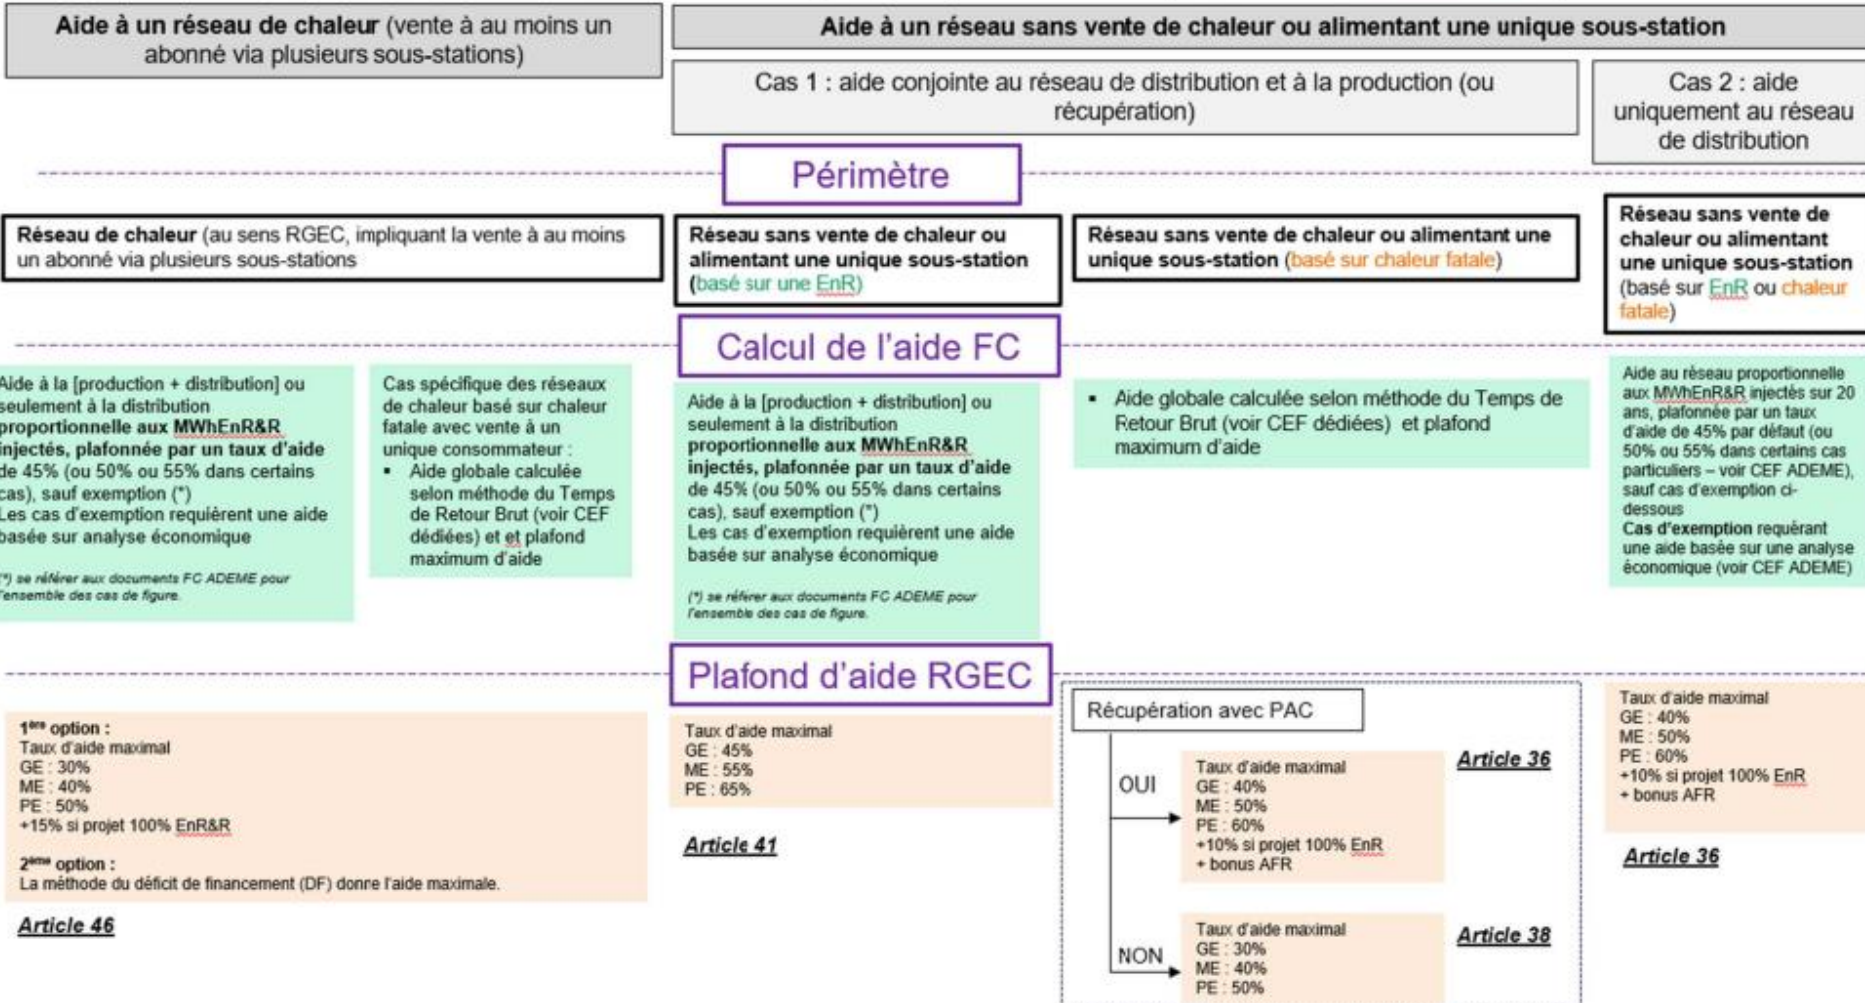 Aide à un réseau de chaleur (vente à au moins un
abonné via plusieurs sous-stations)
Aide à un réseau sans vente de chaleur ou alimentant une unique sous-station
Cas 1 : aide conjointe au réseau de distribution et à la production (ou
récupération)
Cas 2 : aide
uniquement au réseau
de distribution
Périmètre
Réseau de chaleur (au sens RGEC, impliquant la vente à au moins
un abonné via plusieurs sous-stations
Réseau sans vente de chaleur ou
alimentant une unique sous-station
(basé sur une EnR)
Réseau sans vente de chaleur ou alimentant une
unique sous-station (basé sur chaleur fatale)
Réseau sans vente de
chaleur ou alimentant
une unique sous-station
(basé sur EnR ou chaleur
fatale)
Calcul de l'aide FC
Aide à la [production + distribution] ou
seulement à la distribution
proportionnelle aux MWhEnR&R
injectés, plafonnée par un taux d'aide
de 45% (ou 50% ou 55% dans certains
cas), sauf exemption (*)
Les cas d'exemption requièrent une aide
basée sur analyse économique
(*) se référer aux documents FC ADEME pour
l'ensemble des cas de figure.
Cas spécifique des réseaux
de chaleur basé sur chaleur
fatale avec vente à un
unique consommateur :
▪ Aide globale calculée
selon méthode du Temps
de Retour Brut (voir CEF
dédiées) et et plafond
maximum d'aide
Aide à la [production + distribution] ou
seulement à la distribution
proportionnelle aux MWhEnR&R
injectés, plafonnée par un taux d'aide
de 45% (ou 50% ou 55% dans certains
cas), sauf exemption (*)
Les cas d'exemption requièrent une aide
basée sur analyse économique
(*) se référer aux documents FC ADEME pour
l'ensemble des cas de figure.
▪ Aide globale calculée selon méthode du Temps de
Retour Brut (voir CEF dédiées) et plafond
maximum d'aide
Aide au réseau proportionnelle
aux MWhEnR&R injectés sur 20
ans, plafonnée par un taux
d'aide de 45% par défaut (ou
50% ou 55% dans certains cas
particuliers – voir CEF ADEME),
sauf cas d'exemption ci-
dessous
Cas d'exemption requérant
une aide basée sur une analyse
économique (voir CEF ADEME)
Plafond d'aide RGEC
1ère option :
Taux d'aide maximal
GE : 30%
ME : 40%
PE : 50%
+15% si projet 100% EnR&R
2ème option :
La méthode du déficit de financement (DF) donne l'aide maximale.
Article 46
Taux d'aide maximal
GE : 45%
ME : 55%
PE : 65%
Article 41
Récupération avec PAC
OUI
Taux d'aide maximal
GE : 40%
ME : 50%
PE : 60%
+10% si projet 100% EnR
+ bonus AFR
Article 36
NON
Taux d'aide maximal
GE : 30%
ME : 40%
PE : 50%
Article 38
Taux d'aide maximal
GE : 40%
ME : 50%
PE : 60%
+10% si projet 100% EnR
+ bonus AFR
Article 36